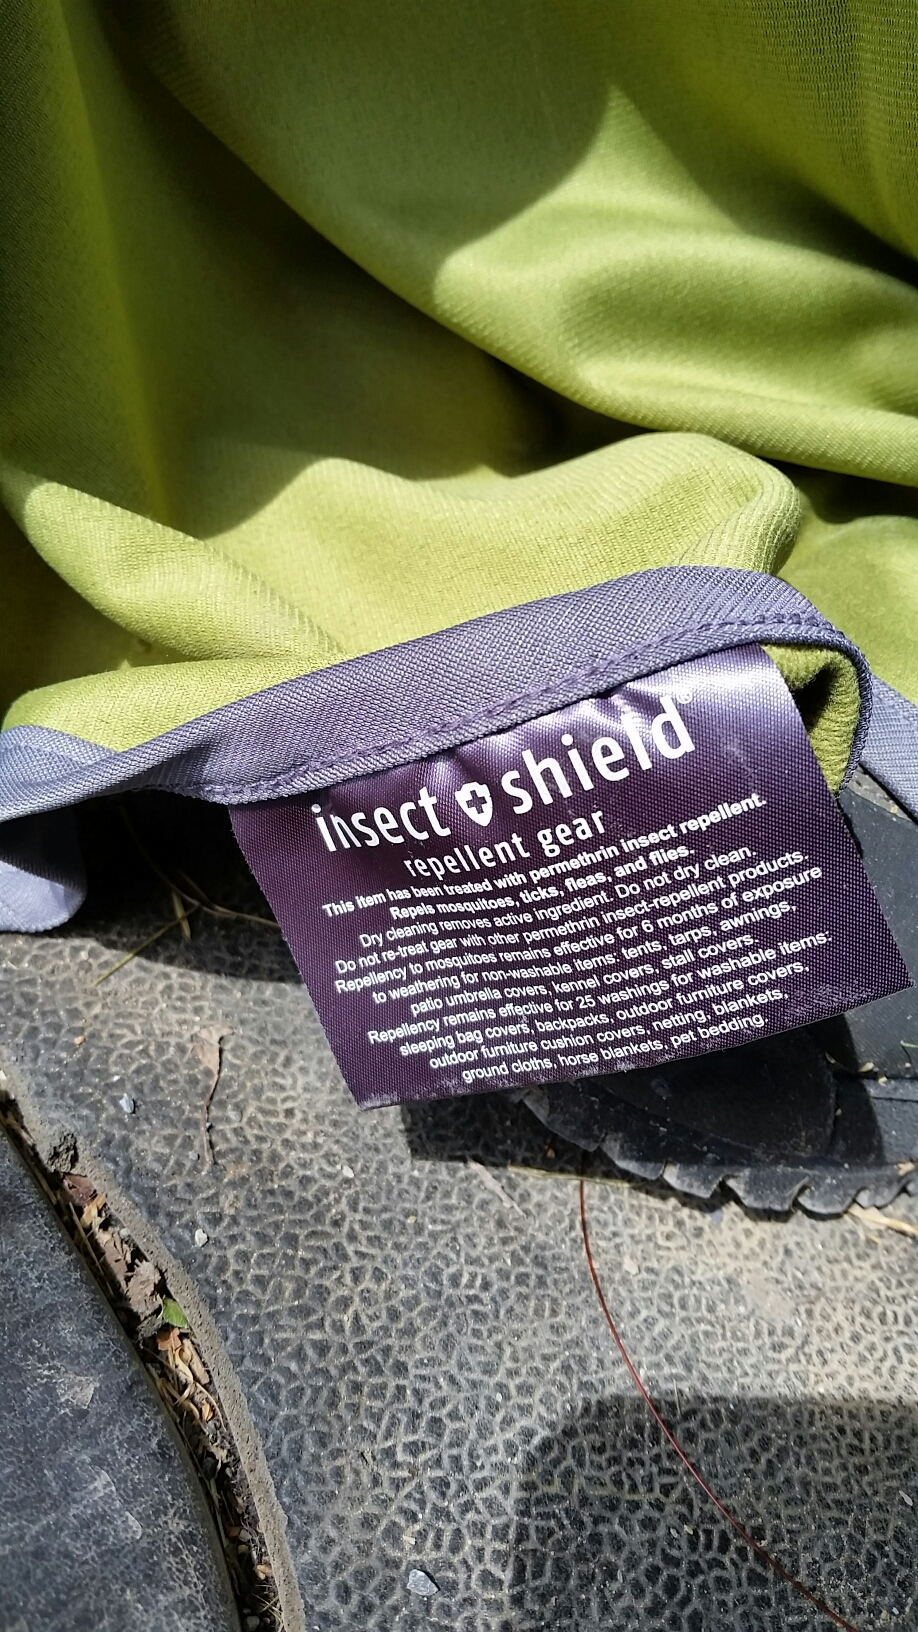 insect shield®
repellent gear
This item has been treated with permethrin insect repellent.
Repels mosquitoes, ticks, fleas, and flies.
Dry cleaning removes active ingredient. Do not dry clean.
Do not re-treat gear with other permethrin insect-repellent products.
Repellency to mosquitoes remains effective for 6 months of exposure
to weathering for non-washable items: tents, tarps, awnings,
patio umbrella covers, kennel covers, stall covers.
Repellency remains effective for 25 washings for washable items:
sleeping bag covers, backpacks, outdoor furniture covers,
outdoor furniture cushion covers, netting, blankets,
ground cloths, horse blankets, pet bedding.